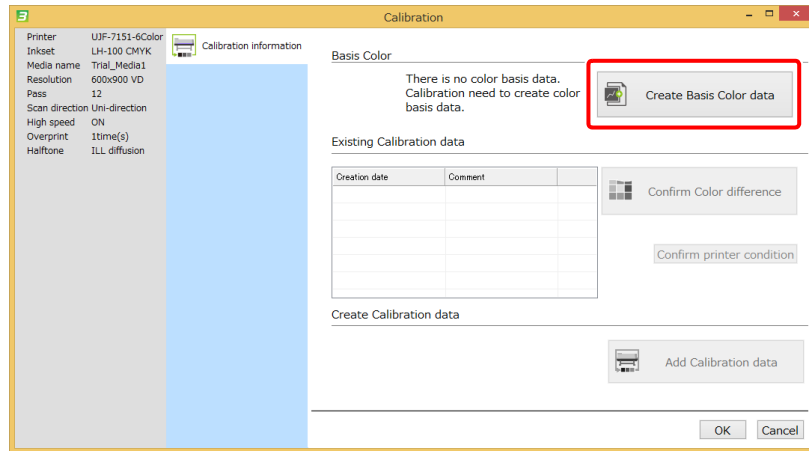 3
Calibration
Printer UJF-7151-6Color
Inkset LH-100 CMYK
Media name Trial_Media1
Resolution 600x900 VD
Pass 12
Scan direction Uni-direction
High speed ON
Overprint 1time(s)
Halftone ILL diffusion
Calibration information
Basis Color
There is no color basis data.
Calibration need to create color
basis data.
Create Basis Color data
Existing Calibration data
Creation date Comment
Confirm Color difference
Confirm printer condition
Create Calibration data
Add Calibration data
OK Cancel